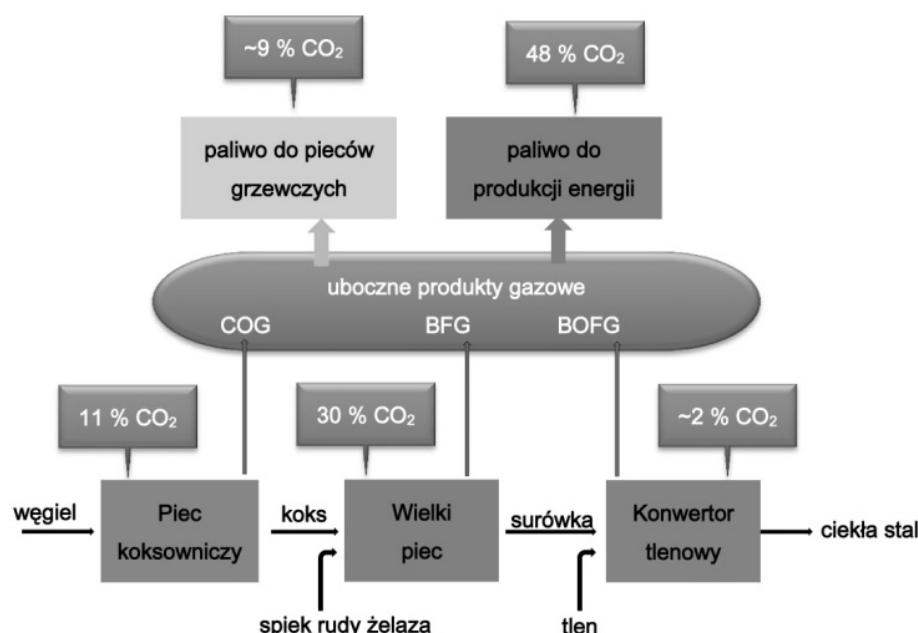 ~9 % CO₂
48 % CO₂
paliwo do pieców
grzewczych
paliwo do
produkcji energii
uboczne produkty gazowe
COG
BFG
BOFG
11 % CO₂
30 % CO₂
~2 % CO₂
węgiel
Piec
koksowniczy
koks
Wielki
piec
surówka
Konwertor
tlenowy
ciekła stal
spiek rudy żelaza
tlen